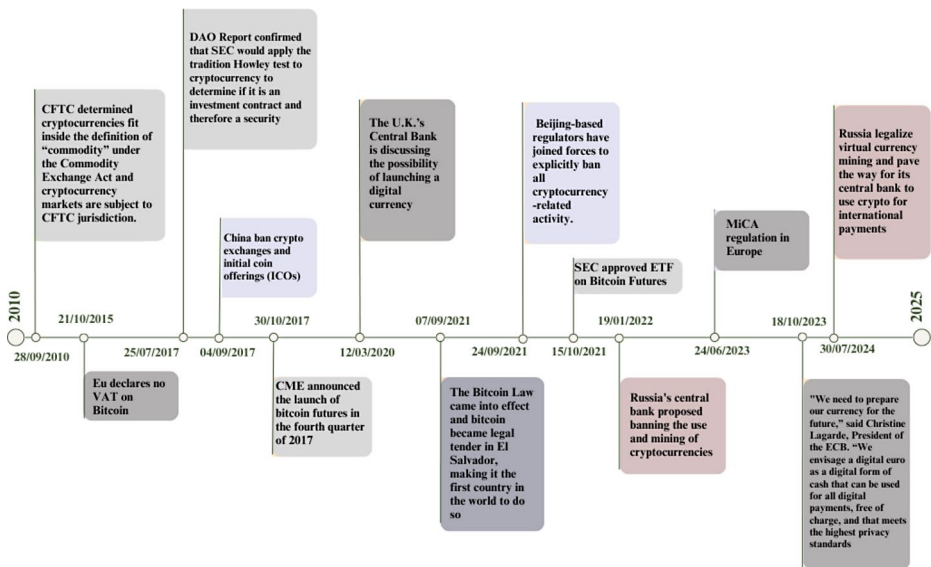 DAO Report confirmed
that SEC would apply the
tradition Howley test to
cryptocurrency to
determine if it is an
investment contract and
therefore a security
CFTC determined
cryptocurrencies fit
inside the definition of
“commodity” under
the Commodity
Exchange Act and
cryptocurrency
markets are subject to
CFTC jurisdiction.
The U.K.'s
Central Bank
is discussing
the possibility
of launching a
digital
currency
Beijing-based
regulators have
joined forces to
explicitly ban
all
cryptocurrency
-related
activity.
Russia legalize
virtual currency
mining and pave
the way for its
central bank to
use crypto for
international
payments
China ban crypto
exchanges and
initial coin
offerings (ICOs)
MiCA
regulation in
Europe
SEC approved ETF
on Bitcoin Futures
2010
21/10/2015
30/10/2017
07/09/2021
19/01/2022
18/10/2023
2025
28/09/2010
25/07/2017
04/09/2017
12/03/2020
24/09/2021
15/10/2021
24/06/2023
30/07/2024
Eu declares no
VAT on
Bitcoin
CME announced
the launch of
bitcoin futures in
the fourth quarter
of 2017
The Bitcoin Law
came into effect and
bitcoin became legal
tender in El
Salvador,
making it the
first country in
the world to do
so
Russia's central
bank proposed
banning the use
and mining of
cryptocurrencies
"We need to prepare
our currency for the
future,” said Christine
Lagarde, President of
the ECB. “We
envisage a digital euro
as a digital form of
cash that can be used
for all digital
payments, free of
charge, and that meets
the highest privacy
standards